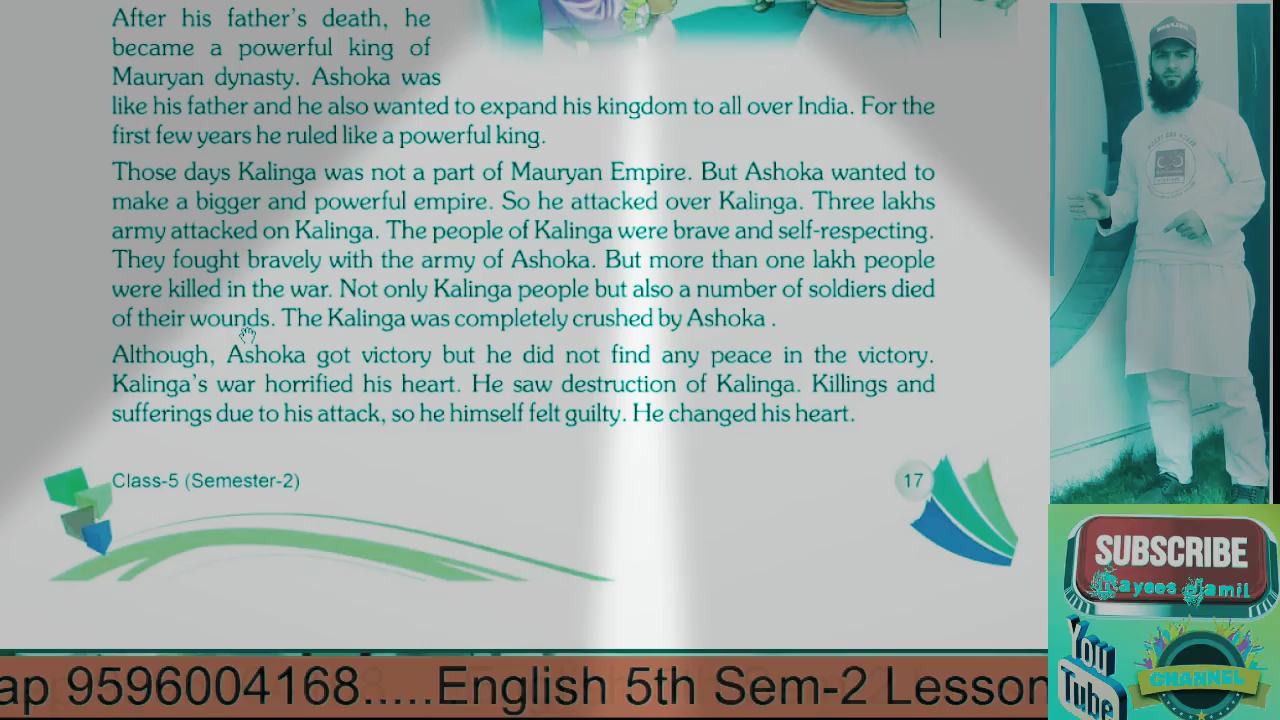 After his father's death, he
became a powerful king of
Mauryan dynasty. Ashoka was
like his father and he also wanted to expand his kingdom to all over India. For the
first few years he ruled like a powerful king.
Those days Kalinga was not a part of Mauryan Empire. But Ashoka wanted to
make a bigger and powerful empire. So he attacked over Kalinga. Three lakhs
army attacked on Kalinga. The people of Kalinga were brave and self-respecting.
They fought bravely with the army of Ashoka. But more than one lakh people
were killed in the war. Not only Kalinga people but also a number of soldiers died
of their wounds. The Kalinga was completely crushed by Ashoka .
Although, Ashoka got victory but he did not find any peace in the victory.
Kalinga's war horrified his heart. He saw destruction of Kalinga. Killings and
sufferings due to his attack, so he himself felt guilty. He changed his heart.
Class-5 (Semester-2)
17
SUBSCRIBE
Rayees Jamil
You
Tube
CHANNEL
ap 9596004168.....English 5th Sem-2 Lesson